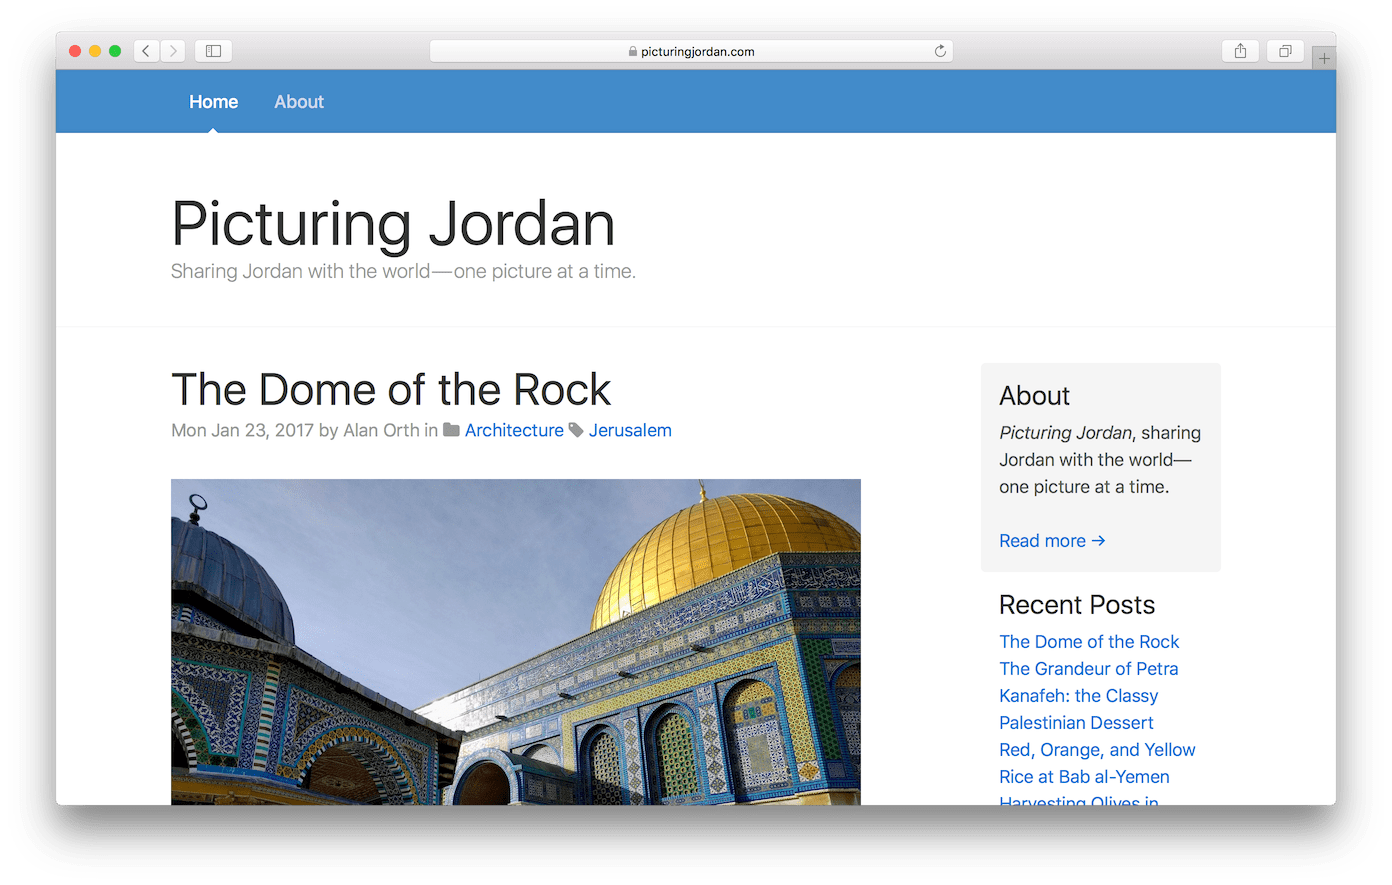 picturingjordan.com
Home About
Picturing Jordan
Sharing Jordan with the world—one picture at a time.
The Dome of the Rock
Mon Jan 23, 2017 by Alan Orth in Architecture Jerusalem
About
Picturing Jordan, sharing
Jordan with the world—
one picture at a time.
Read more →
Recent Posts
The Dome of the Rock
The Grandeur of Petra
Kanafeh: the Classy
Palestinian Dessert
Red, Orange, and Yellow
Rice at Bab al-Yemen
Harvesting Olives in